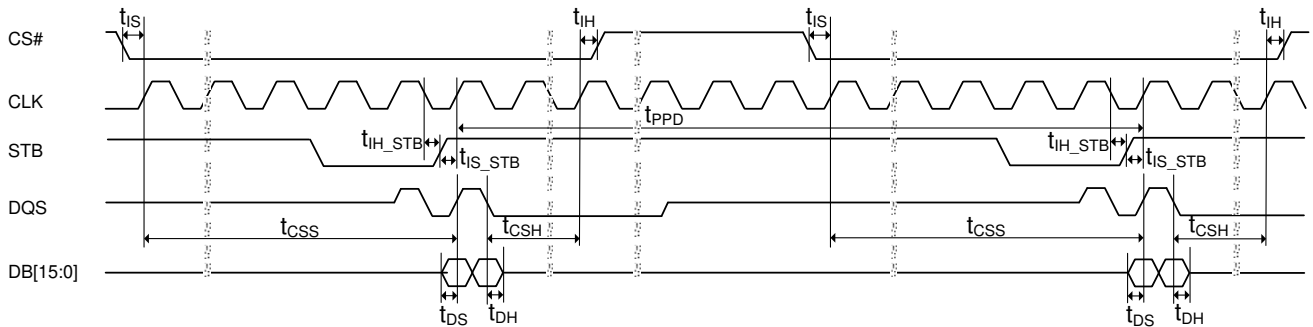 tIS tIH tIS tIH
CS#
CLK
tPPD
STB tIH_STB tIS_STB tIH_STB tIS_STB
DQS
tCSS tCSH tCSS tCSH
DB[15:0]
tDS tDH tDS tDH